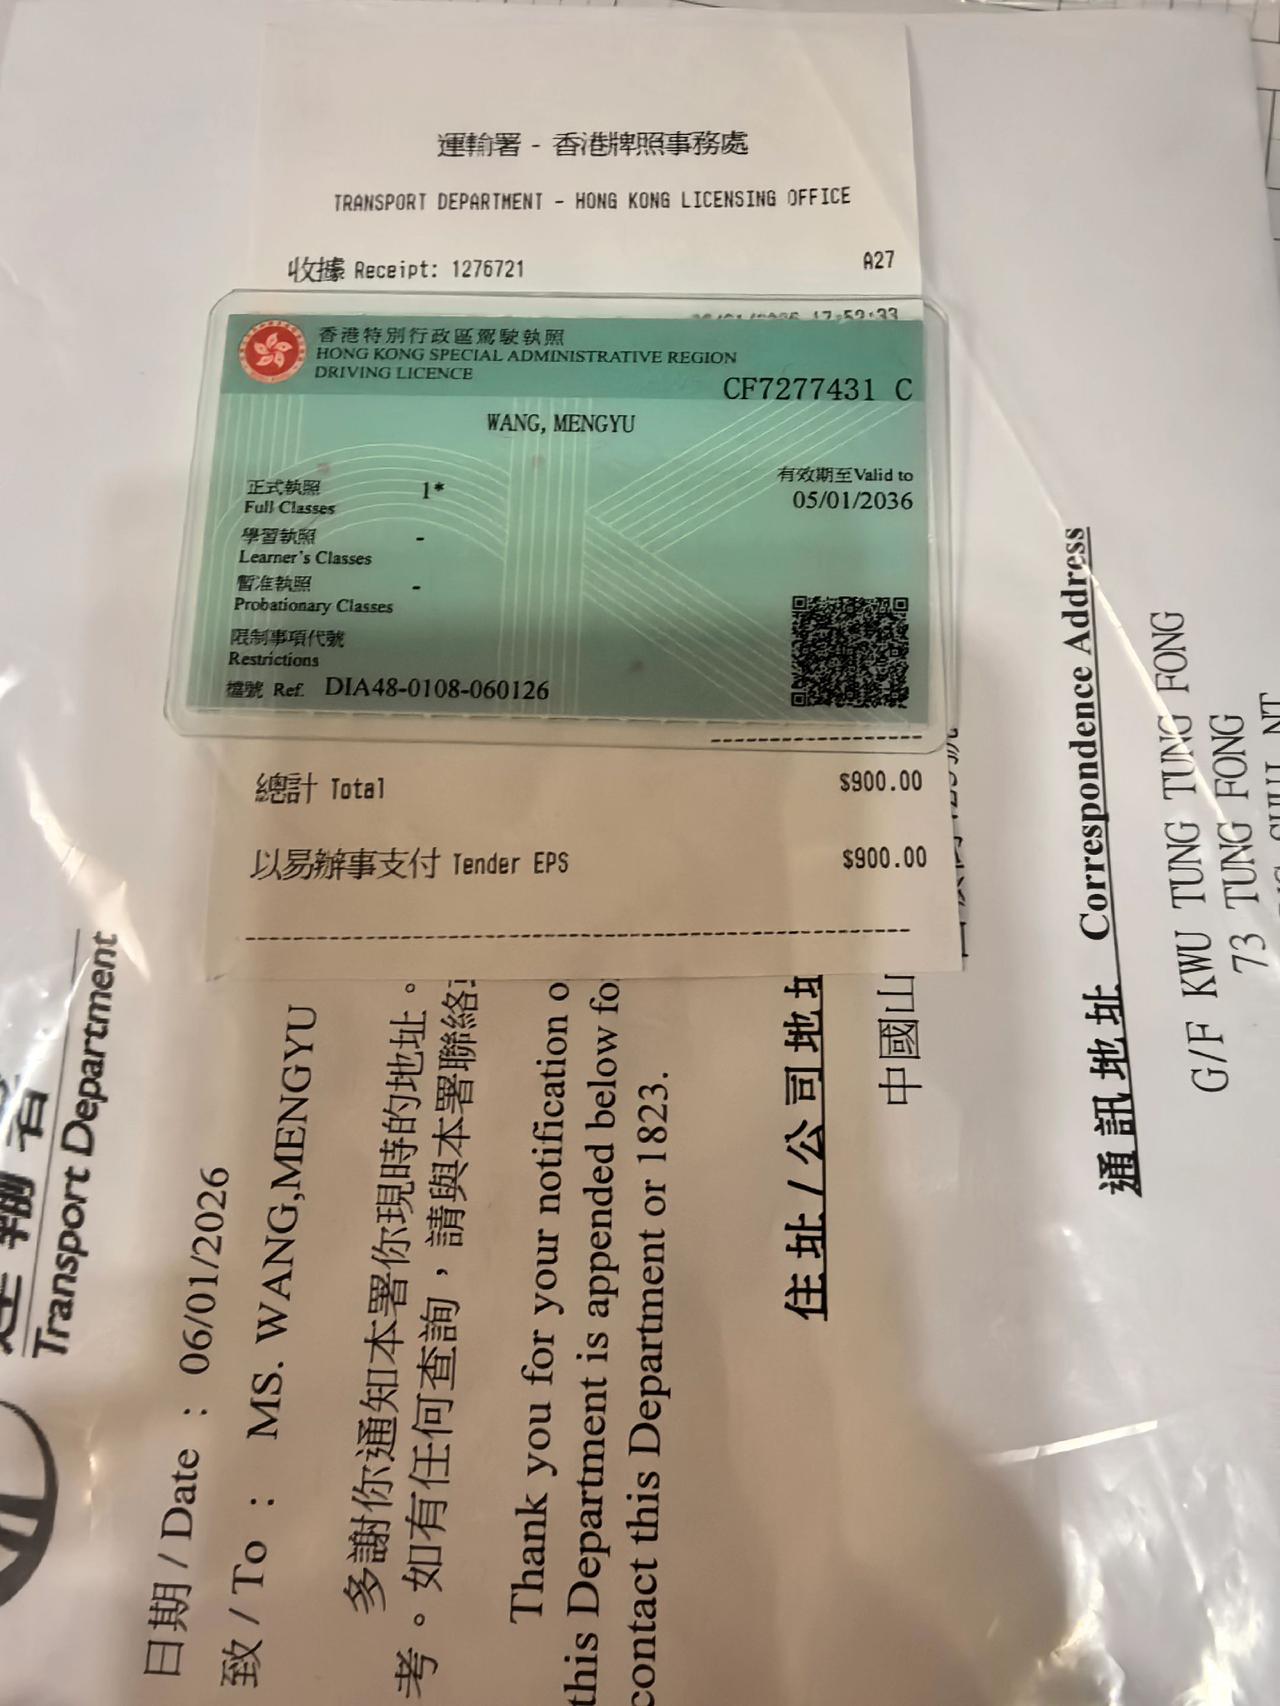 運輸署 - 香港牌照事務處
TRANSPORT DEPARTMENT - HONG KONG LICENSING OFFICE
收據 Receipt: 1276721 A27
17:52:33
香港特別行政區駕駛執照
HONG KONG SPECIAL ADMINISTRATIVE REGION
DRIVING LICENCE
CF7277431 C
WANG, MENGYU
正式執照 1*
Full Classes
有效期至Valid to
05/01/2036
學習執照 -
Learner's Classes
暫准執照 -
Probationary Classes
限制事項代號
Restrictions
檔號 Ref. DIA48-0108-060126
總計 Total $900.00
以易辦事支付 Tender EPS $900.00
Transport Department
日期 / Date : 06/01/2026
致 / To : MS. WANG,MENGYU
多謝你通知本署你現時的地址。
考。如有任何查詢，請與本署聯絡
Thank you for your notification o
this Department is appended below fo
contact this Department or 1823.
住址 / 公司地址
中國山
通訊地址 Correspondence Address
G/F KWU TUNG TUNG FONG
73 TUNG FONG
NT